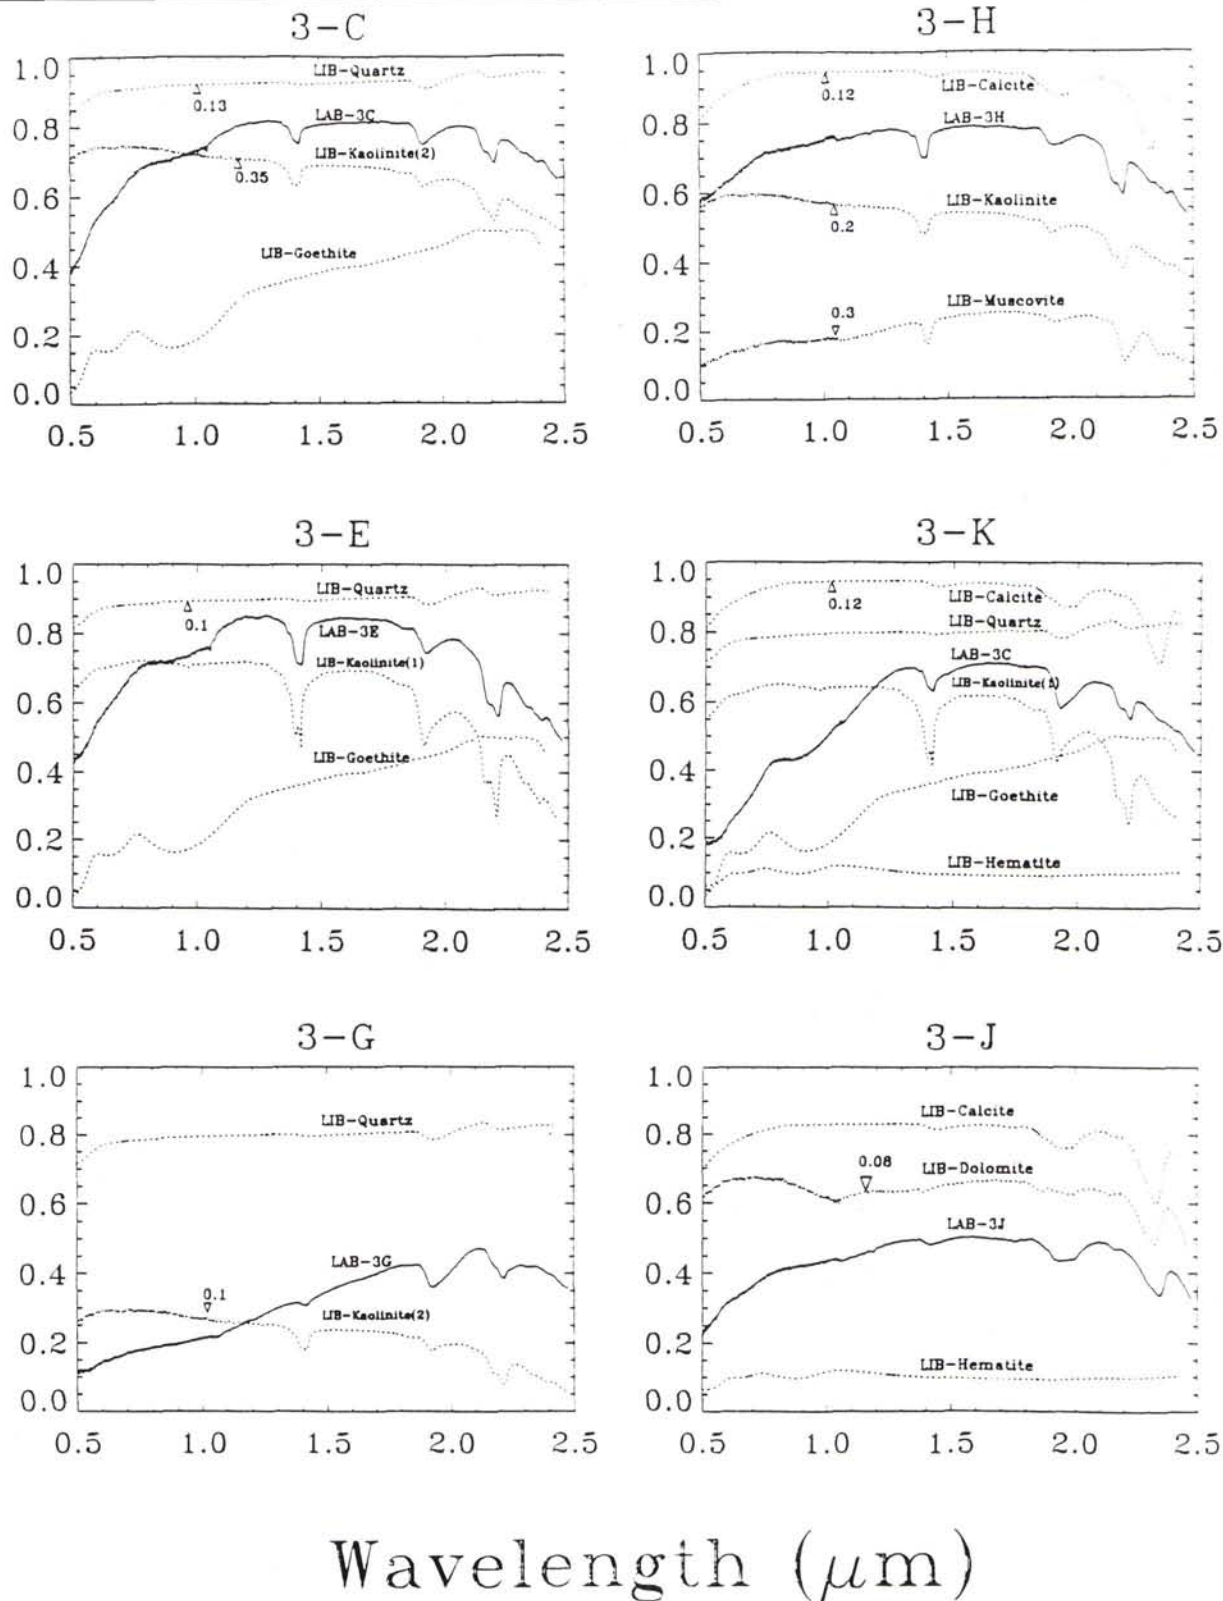 3-C
1.0
0.8
0.6
0.4
0.2
0.0
LIB-Quartz
0.13
LAB-3C
LIB-Kaolinite(2)
0.35
LIB-Goethite
0.5 1.0 1.5 2.0 2.5
3-H
1.0
0.8
0.6
0.4
0.2
0.0
0.12
LIB-Calcite
LAB-3H
LIB-Kaolinite
0.2
LIB-Muscovite
0.3
0.5 1.0 1.5 2.0 2.5
3-E
1.0
0.8
0.6
0.4
0.2
0.0
LIB-Quartz
0.1
LAB-3E
LIB-Kaolinite(1)
LIB-Goethite
0.5 1.0 1.5 2.0 2.5
3-K
1.0
0.8
0.6
0.4
0.2
0.0
0.12
LIB-Calcite
LIB-Quartz
LAB-3C
LIB-Kaolinite(1)
LIB-Goethite
LIB-Hematite
0.5 1.0 1.5 2.0 2.5
3-G
1.0
0.8
0.6
0.4
0.2
0.0
LIB-Quartz
LAB-3G
0.1
LIB-Kaolinite(2)
0.5 1.0 1.5 2.0 2.5
3-J
1.0
0.8
0.6
0.4
0.2
0.0
LIB-Calcite
0.08
LIB-Dolomite
LAB-3J
LIB-Hematite
0.5 1.0 1.5 2.0 2.5
Wavelength (μm)